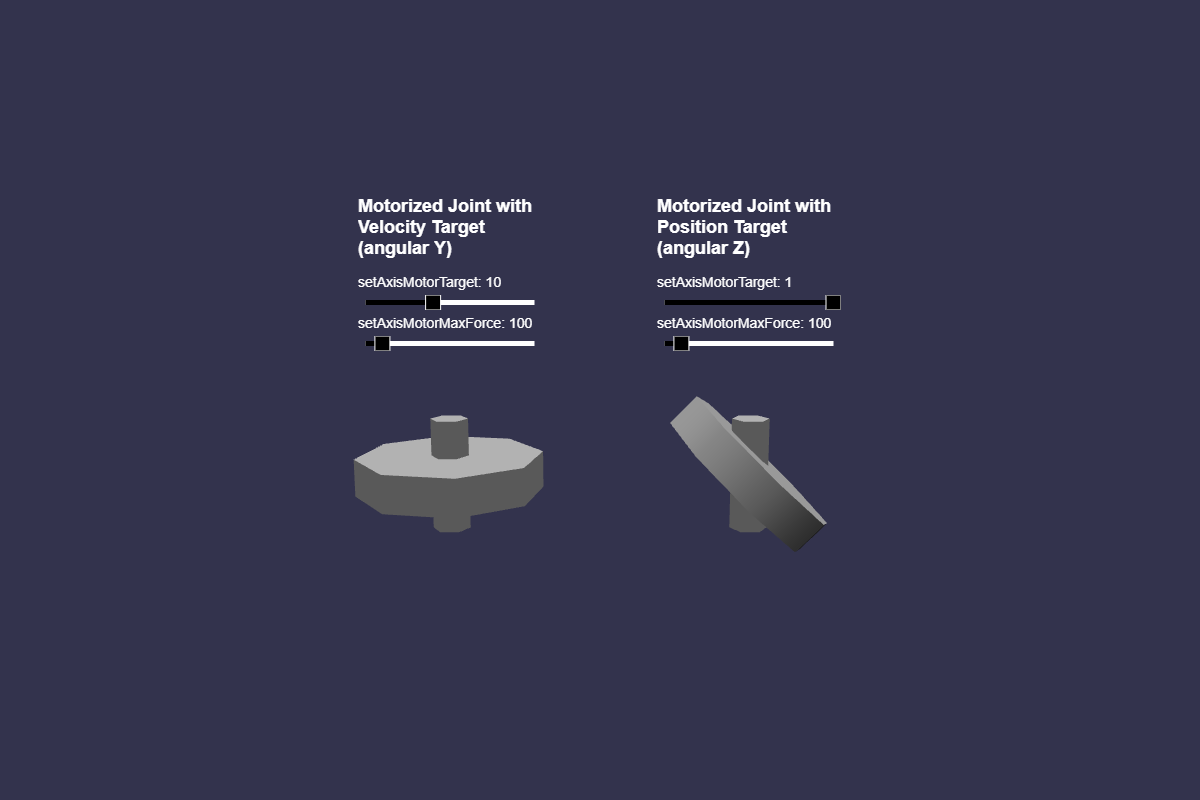 Motorized Joint with
Velocity Target
(angular Y)
setAxisMotorTarget: 10
setAxisMotorMaxForce: 100
Motorized Joint with
Position Target
(angular Z)
setAxisMotorTarget: 1
setAxisMotorMaxForce: 100